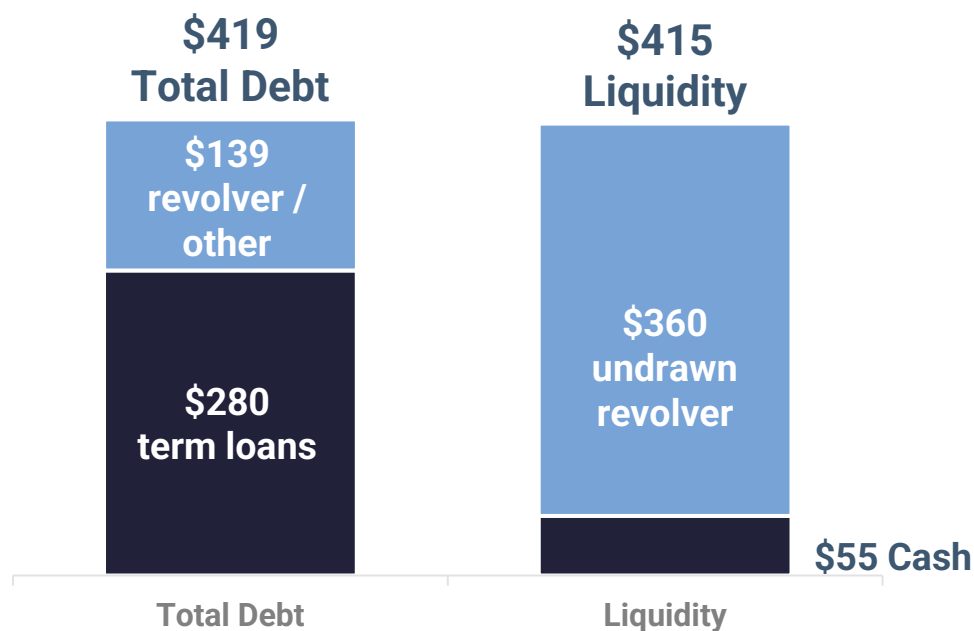 $419
Total Debt
$139
revolver /
other
$280
term loans
Total Debt
$415
Liquidity
$360
undrawn
revolver
$55 Cash
Liquidity